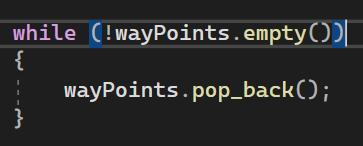 while (!wayPoints.empty())
{
    wayPoints.pop_back();
}